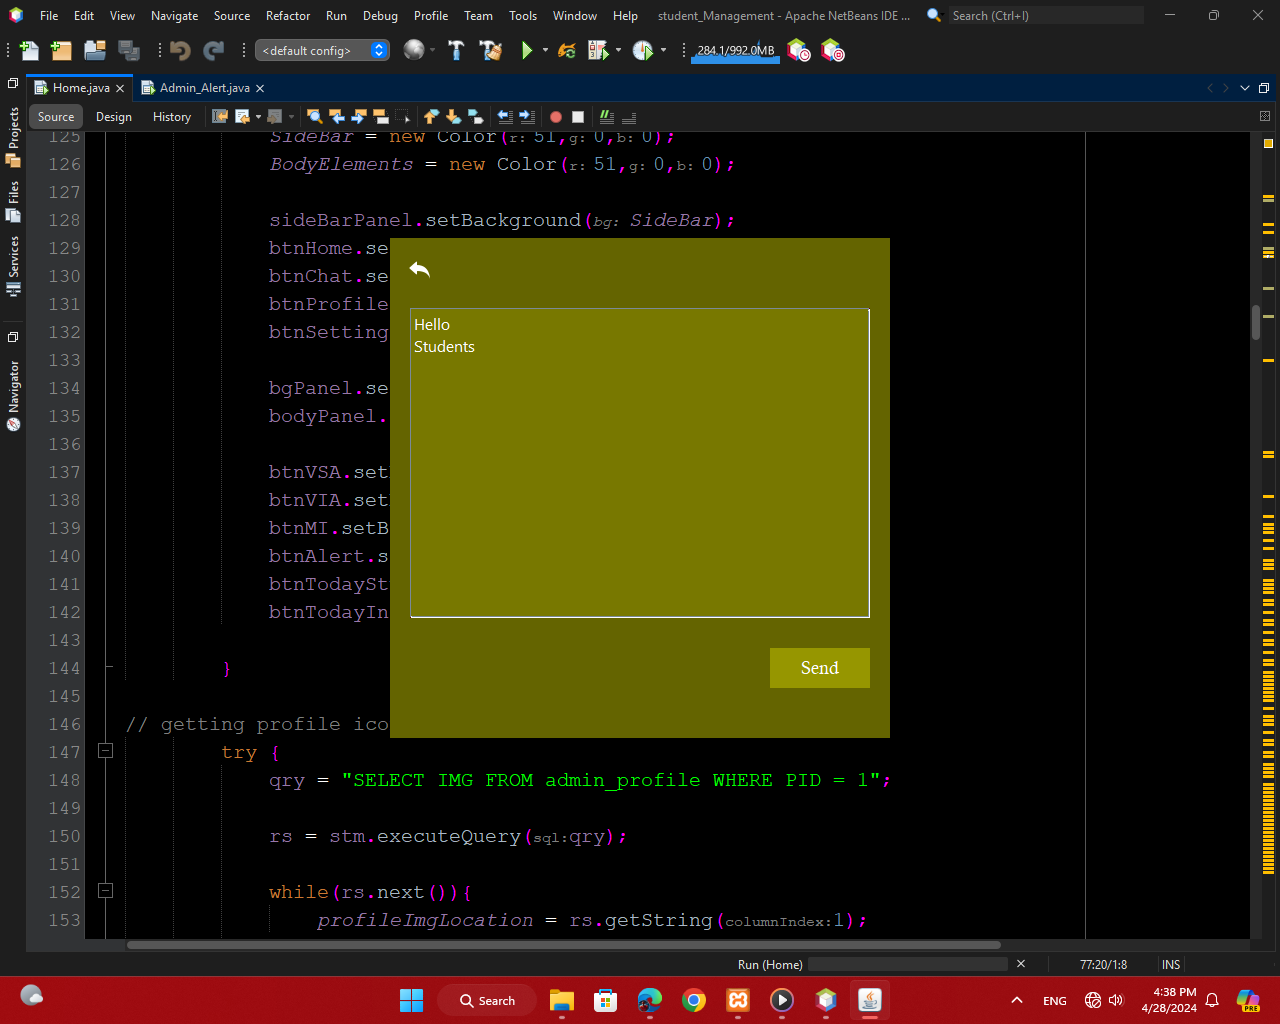 File Edit View Navigate Source Refactor Run Debug Profile Team Tools Window Help student_Management - Apache NetBeans IDE ... Search (Ctrl+I)
<default config> 284.1/992.0MB
Home.java Admin_Alert.java
Source Design History
Projects
Files
Services
Navigator
125 SideBar = new Color(r: 51,g: 0,b: 0);
126 BodyElements = new Color(r: 51,g: 0,b: 0);
127
128 sideBarPanel.setBackground(bg: SideBar);
129 btnHome.se
130 btnChat.se
131 btnProfile
132 btnSetting
133
134 bgPanel.se
135 bodyPanel.
136
137 btnVSA.set
138 btnVIA.set
139 btnMI.setB
140 btnAlert.s
141 btnTodaySt
142 btnTodayIn
143
144 }
145
146 // getting profile ico
147 try {
148 qry = "SELECT IMG FROM admin_profile WHERE PID = 1";
149
150 rs = stm.executeQuery(sql:qry);
151
152 while(rs.next()){
153 profileImgLocation = rs.getString(columnIndex:1);
Hello
Students
Send
Run (Home) 77:20/1:8 INS
Search ENG 4:38 PM
4/28/2024
PRE